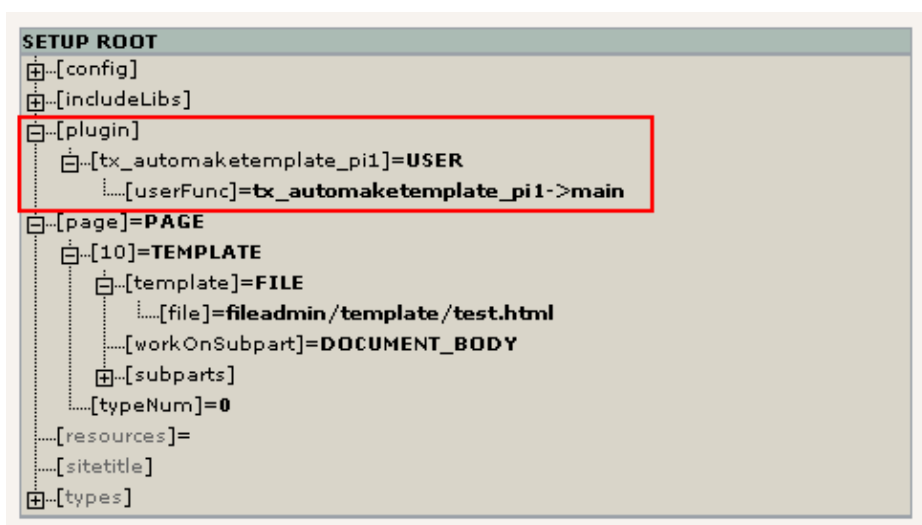 SETUP ROOT
[config]
[includeLibs]
[plugin]
[tx_automaketemplate_pi1]=USER
[userFunc]=tx_automaketemplate_pi1->main
[page]=PAGE
[10]=TEMPLATE
[template]=FILE
[file]=fileadmin/template/test.html
[workOnSubpart]=DOCUMENT_BODY
[subparts]
[typeNum]=0
[resources]=
[sitetitle]
[types]